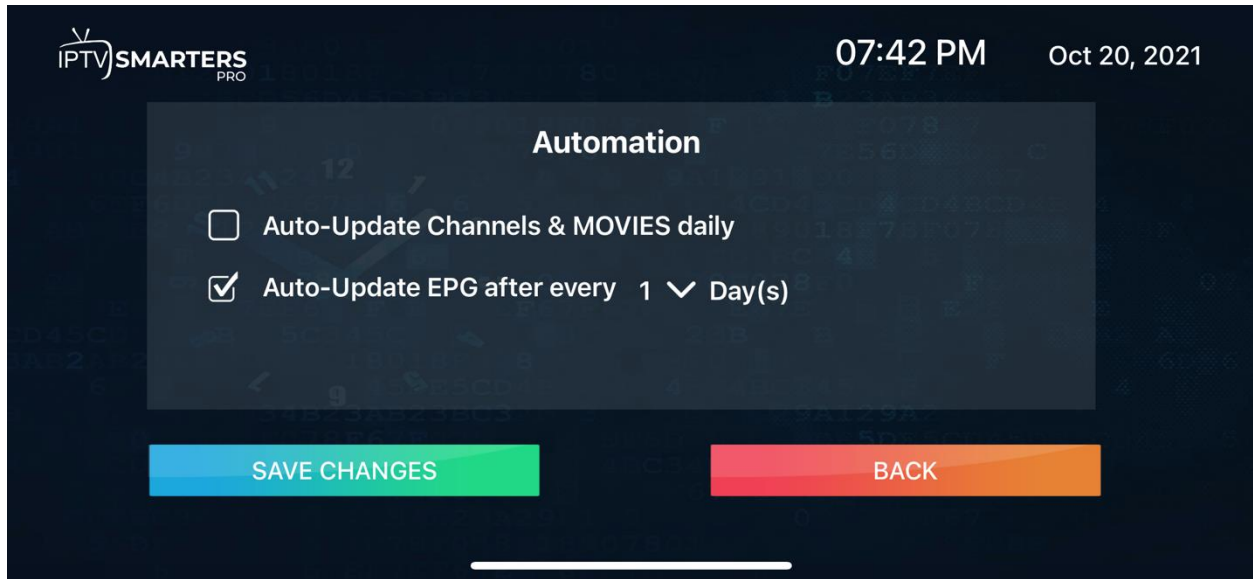 IPTV SMARTERS
PRO
07:42 PM
Oct 20, 2021
Automation
Auto-Update Channels & MOVIES daily
Auto-Update EPG after every 1 Day(s)
SAVE CHANGES
BACK